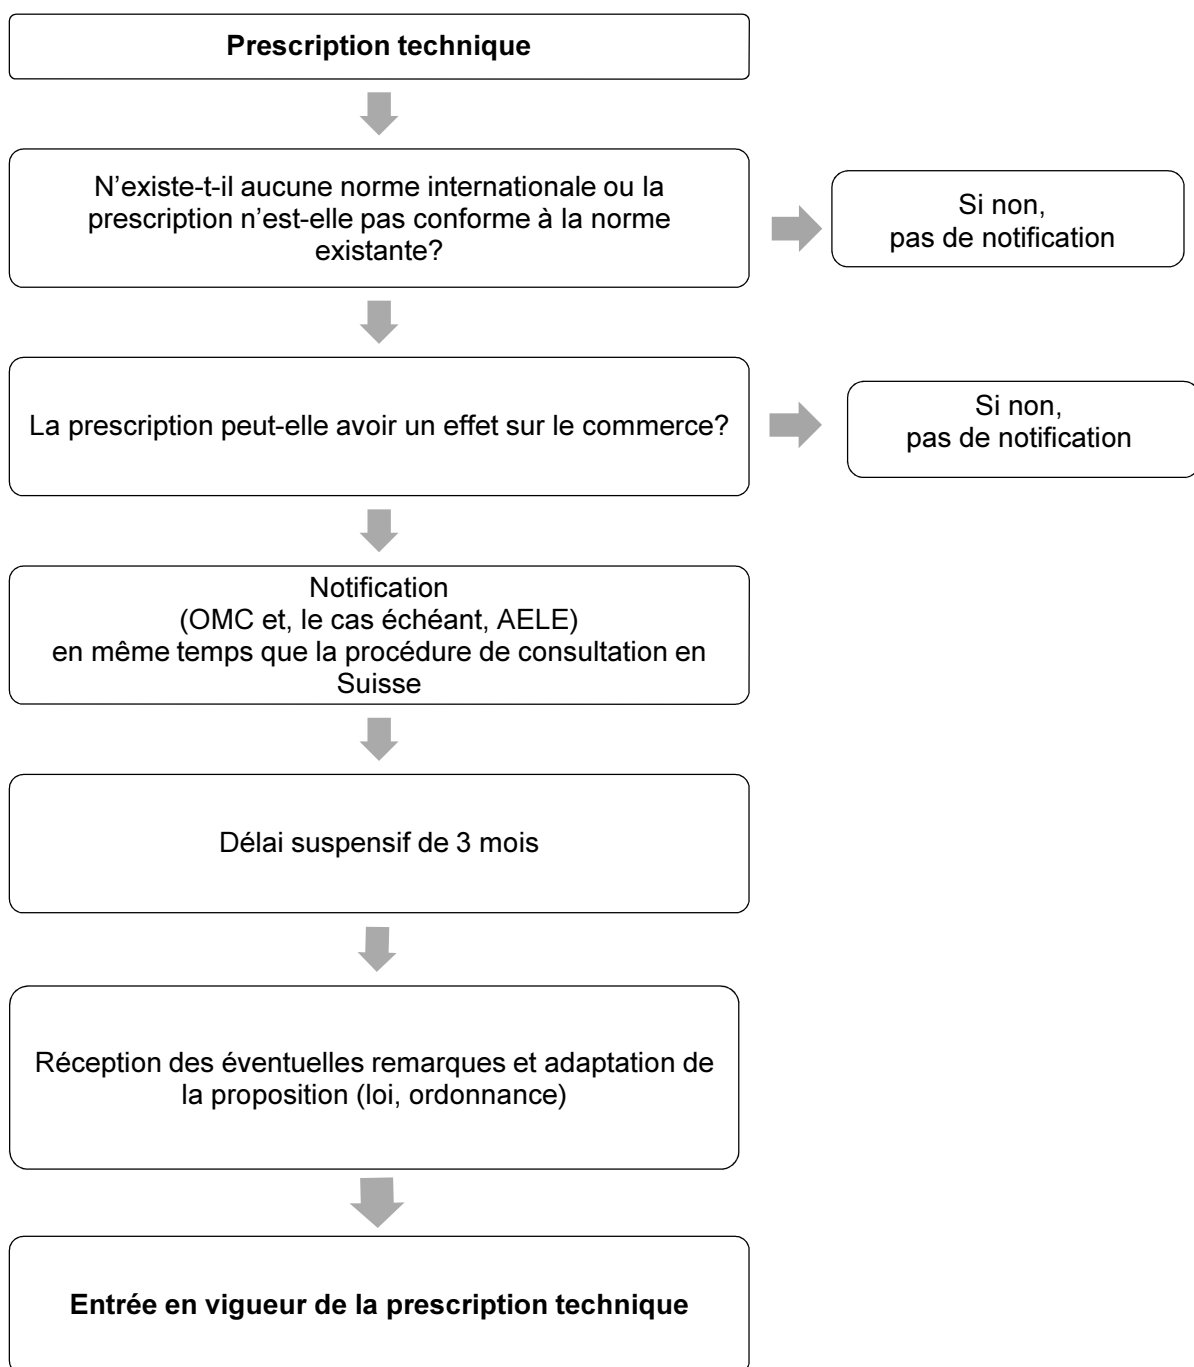 Prescription technique
N’existe-t-il aucune norme internationale ou la
prescription n’est-elle pas conforme à la norme
existante?
Si non,
pas de notification
La prescription peut-elle avoir un effet sur le commerce?
Si non,
pas de notification
Notification
(OMC et, le cas échéant, AELE)
en même temps que la procédure de consultation en
Suisse
Délai suspensif de 3 mois
Réception des éventuelles remarques et adaptation de
la proposition (loi, ordonnance)
Entrée en vigueur de la prescription technique